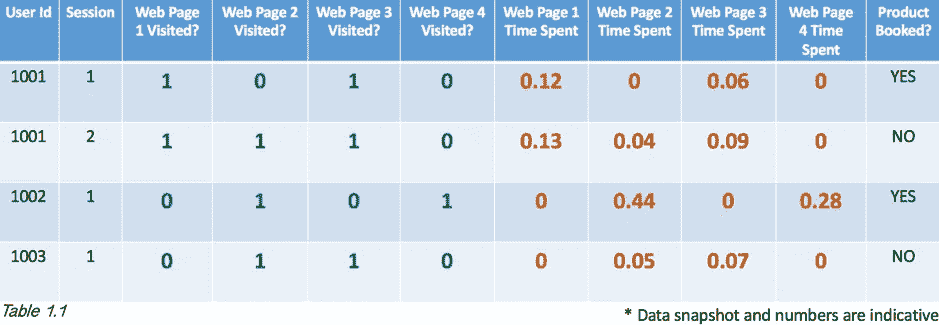 User Id Session Web Page 1 Visited? Web Page 2 Visited? Web Page 3 Visited? Web Page 4 Visited? Web Page 1 Time Spent Web Page 2 Time Spent Web Page 3 Time Spent Web Page 4 Time Spent Product Booked?
1001 1 1 0 1 0 0.12 0 0.06 0 YES
1001 2 1 1 1 0 0.13 0.04 0.09 0 NO
1002 1 0 1 0 1 0 0.44 0 0.28 YES
1003 1 0 1 1 0 0 0.05 0.07 0 NO
Table 1.1
* Data snapshot and numbers are indicative